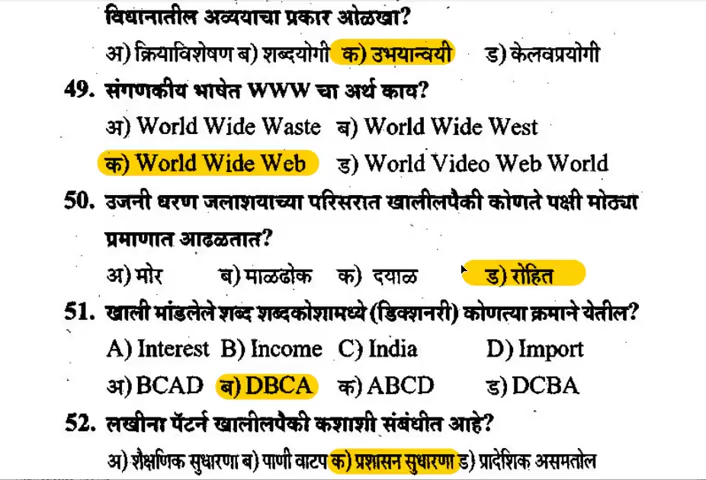 विधानातील अव्ययाचा प्रकार ओळखा?
अ) क्रियाविशेषण ब) शब्दयोगी क) उभयान्वयी ड) केलवप्रयोगी
49. संगणकीय भाषेत WWW चा अर्थ काय?
अ) World Wide Waste ब) World Wide West
क) World Wide Web ड) World Video Web World
50. उजनी धरण जलाशयाच्या परिसरात खालीलपैकी कोणते पक्षी मोठ्या
प्रमाणात आढळतात?
अ) मोर ब) माळढोक क) दयाळ ड) रोहित
51. खाली मांडलेले शब्द शब्दकोशामध्ये (डिक्शनरी) कोणत्या क्रमाने येतील?
A) Interest B) Income C) India D) Import
अ) BCAD ब) DBCA क) ABCD ड) DCBA
52. लखीना पॅटर्न खालीलपैकी कशाशी संबंधीत आहे?
अ) शैक्षणिक सुधारणा ब) पाणी वाटप क) प्रशासन सुधारणा ड) प्रादेशिक असमतोल